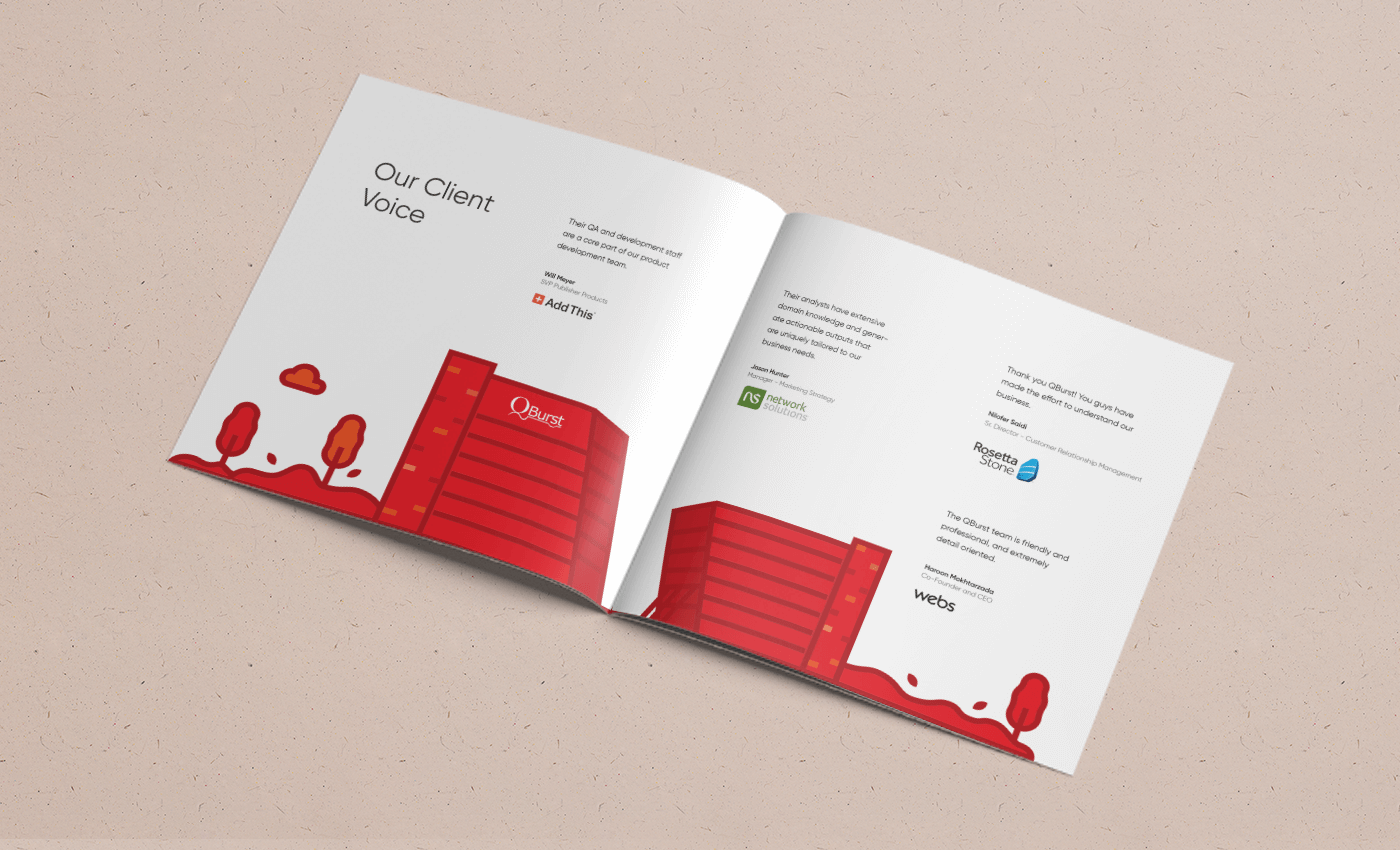 Our Client
Voice
Their QA and development staff
are a core part of our product
development team.
Will Meyer
SVP Publisher Products
AddThis
QBurst
Their analysts have extensive
domain knowledge and gener-
ate actionable outputs that
are uniquely tailored to our
business needs.
Jason Hunter
Manager - Marketing Strategy
ns network
solutions
Thank you QBurst! You guys have
made the effort to understand our
business.
Nilofer Saidi
Sr. Director - Customer Relationship Management
Rosetta
Stone
The QBurst team is friendly and
professional, and extremely
detail oriented.
Haroon Mokhtarzada
Co-Founder and CEO
webs